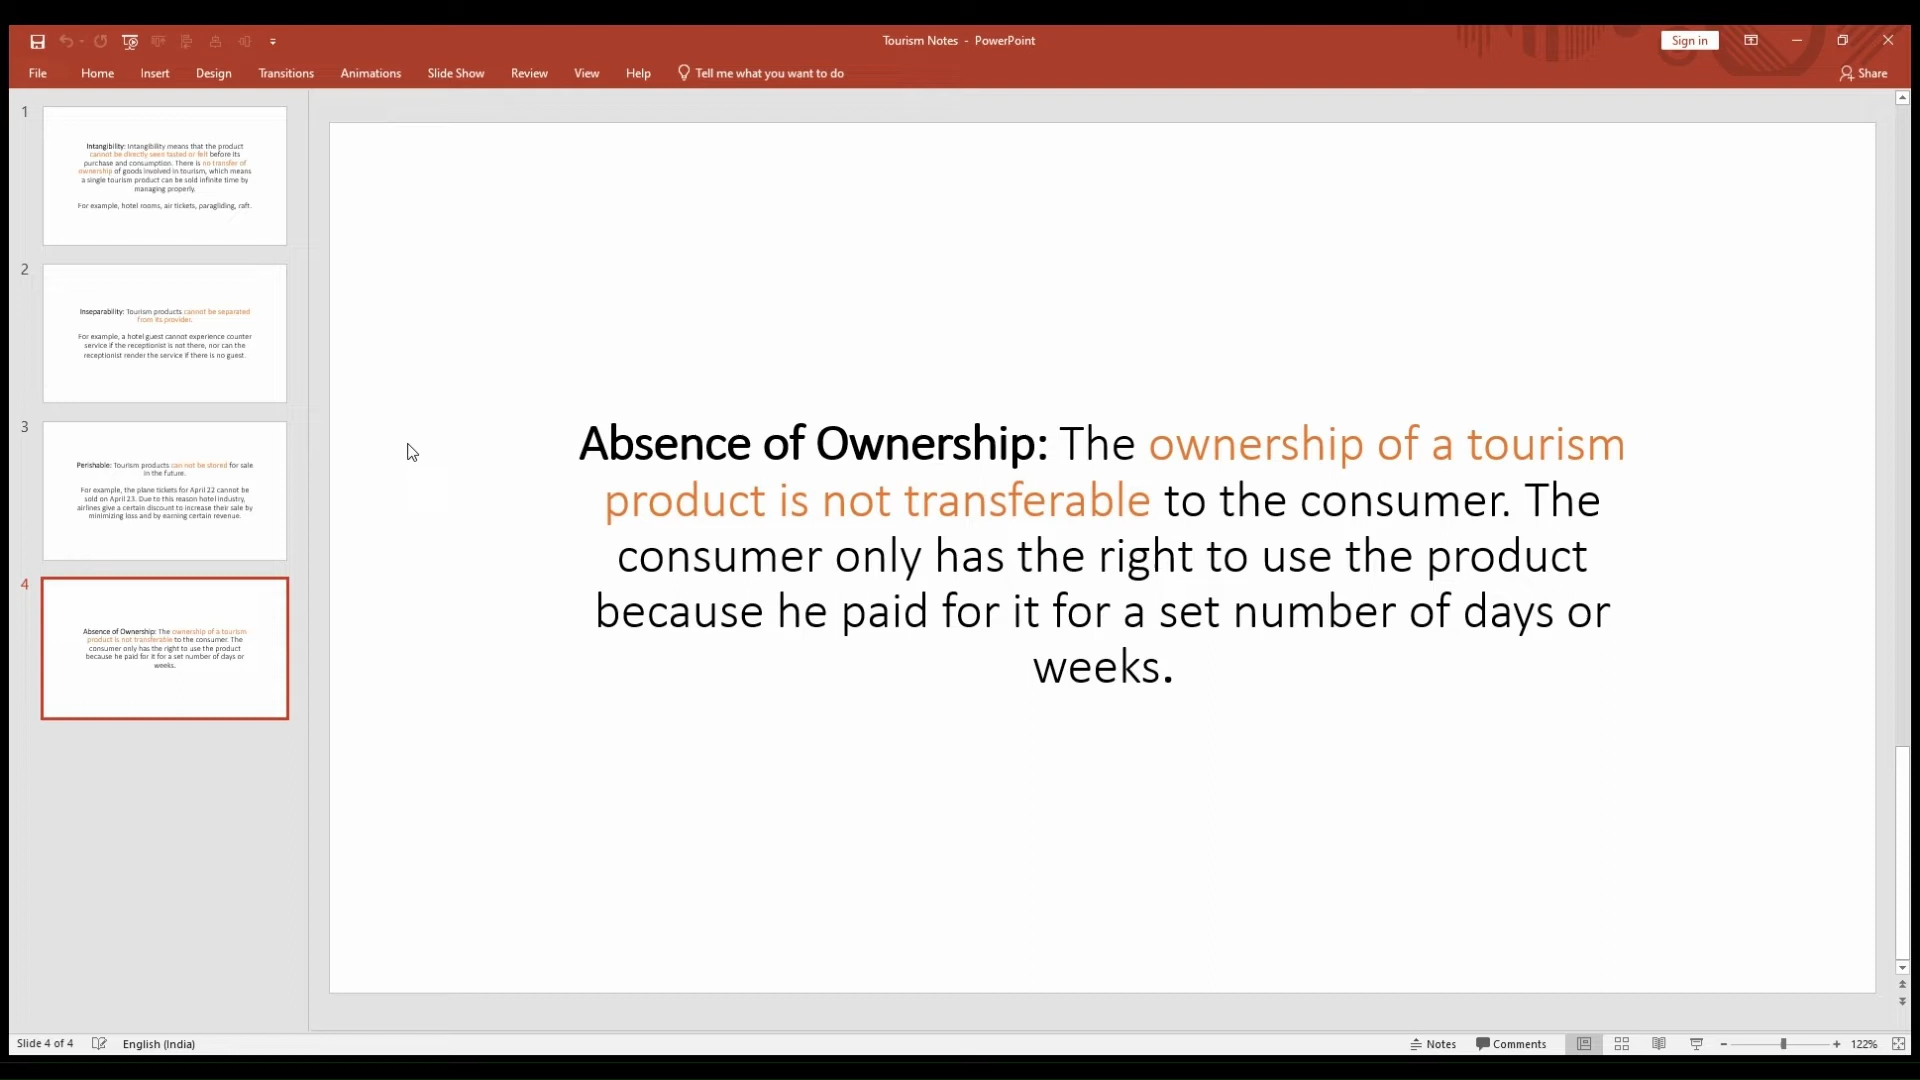 Tourism Notes - PowerPoint
Sign in
File Home Insert Design Transitions Animations Slide Show Review View Help Tell me what you want to do Share
1
Intangibility: Intangibility means that the product
cannot be directly seen tasted or felt before its
purchase and consumption. There is no transfer of
ownership of goods involved in tourism, which means
a single tourism product can be sold infinite time by
managing properly.
For example, hotel rooms, air tickets, paragliding, raft.
2
Inseparability: Tourism products cannot be separated
from its provider.
For example, a hotel guest cannot experience counter
service if the receptionist is not there, nor can the
receptionist render the service if there is no guest.
3
Perishable: Tourism products can not be stored for sale
in the future.
For example, the plane tickets for April 22 cannot be
sold on April 23. Due to this reason hotel industry,
airlines give a certain discount to increase their sale by
minimizing loss and by earning certain revenue.
4
Absence of Ownership: The ownership of a tourism
product is not transferable to the consumer. The
consumer only has the right to use the product
because he paid for it for a set number of days or
weeks.
Absence of Ownership: The ownership of a tourism
product is not transferable to the consumer. The
consumer only has the right to use the product
because he paid for it for a set number of days or
weeks.
Slide 4 of 4 English (India) Notes Comments 122%